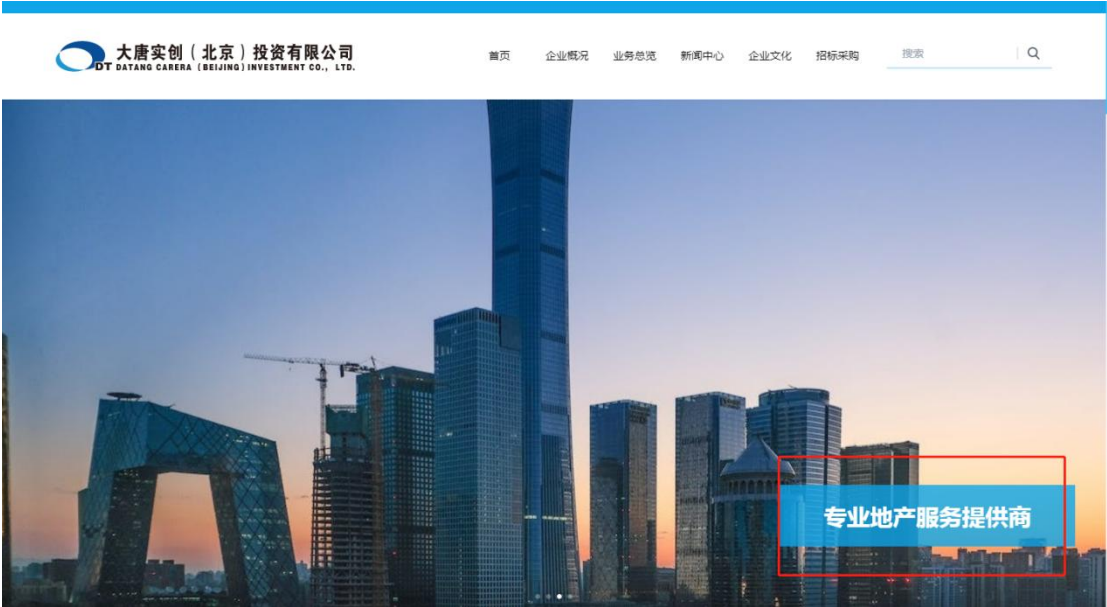 大唐实创（北京）投资有限公司
DT DATANG CARERA (BEIJING) INVESTMENT CO., LTD.
首页 企业概况 业务总览 新闻中心 企业文化 招标采购 搜索
专业地产服务提供商